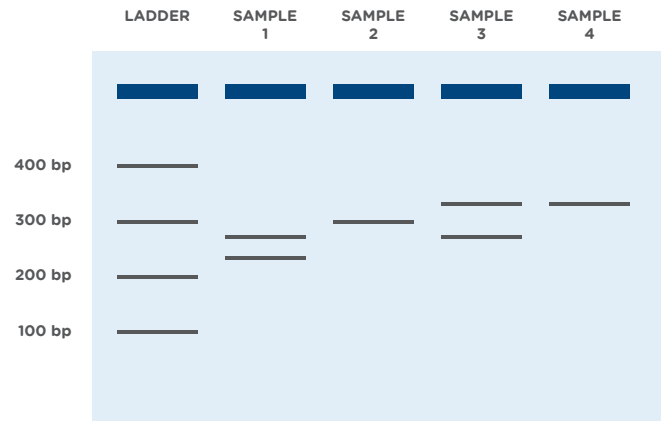 LADDER
SAMPLE
1
SAMPLE
2
SAMPLE
3
SAMPLE
4
400 bp
300 bp
200 bp
100 bp